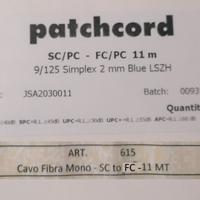 patchcord
SC/PC - FC/PC 11 m
9/125 Simplex 2 mm Blue LSZH
JSA2030011 Batch: 0093
Quantit
ART. 615
Cavo Fibra Mono - SC to FC -11 MT